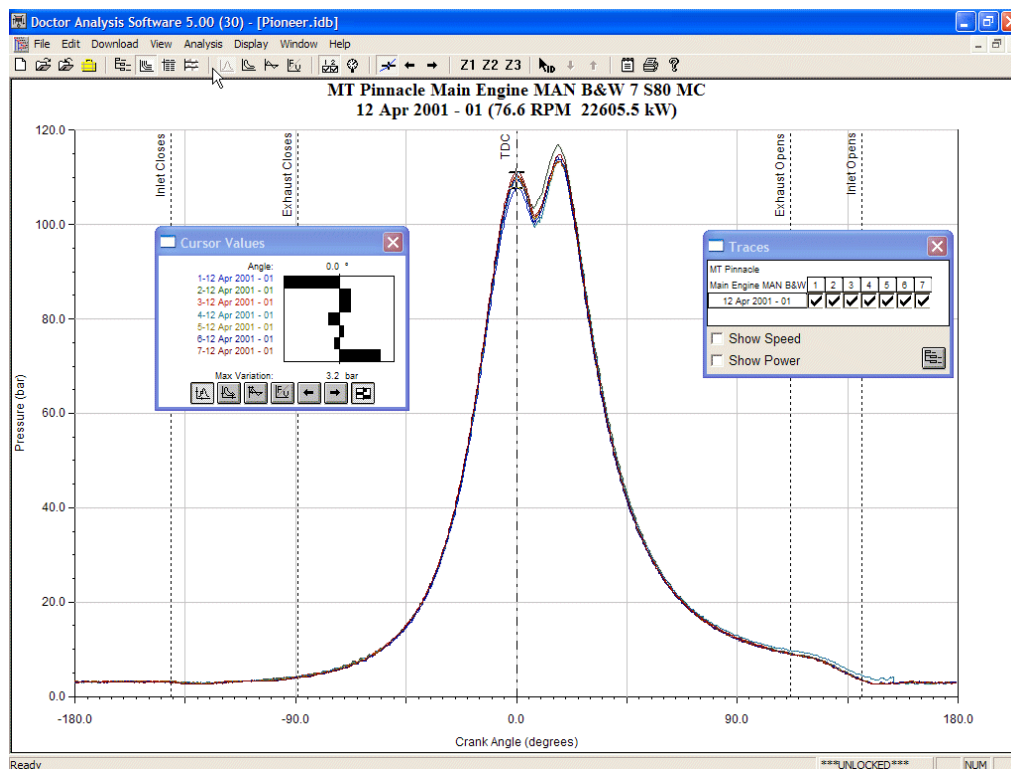 Doctor Analysis Software 5.00 (30) - [Pioneer.idb]
File Edit Download View Analysis Display Window Help
Z1 Z2 Z3
ID
MT Pinnacle Main Engine MAN B&W 7 S80 MC
12 Apr 2001 - 01 (76.6 RPM 22605.5 kW)
120.0
100.0
80.0
60.0
40.0
20.0
0.0
Pressure (bar)
Inlet Closes
Exhaust Closes
TDC
Exhaust Opens
Inlet Opens
Cursor Values
Angle: 0.0 °
1-12 Apr 2001 - 01
2-12 Apr 2001 - 01
3-12 Apr 2001 - 01
4-12 Apr 2001 - 01
5-12 Apr 2001 - 01
6-12 Apr 2001 - 01
7-12 Apr 2001 - 01
Max Variation: 3.2 bar
Traces
MT Pinnacle
Main Engine MAN B&W 1 2 3 4 5 6 7
12 Apr 2001 - 01
Show Speed
Show Power
-180.0 -90.0 0.0 90.0 180.0
Crank Angle (degrees)
Ready ***UNLOCKED*** NUM